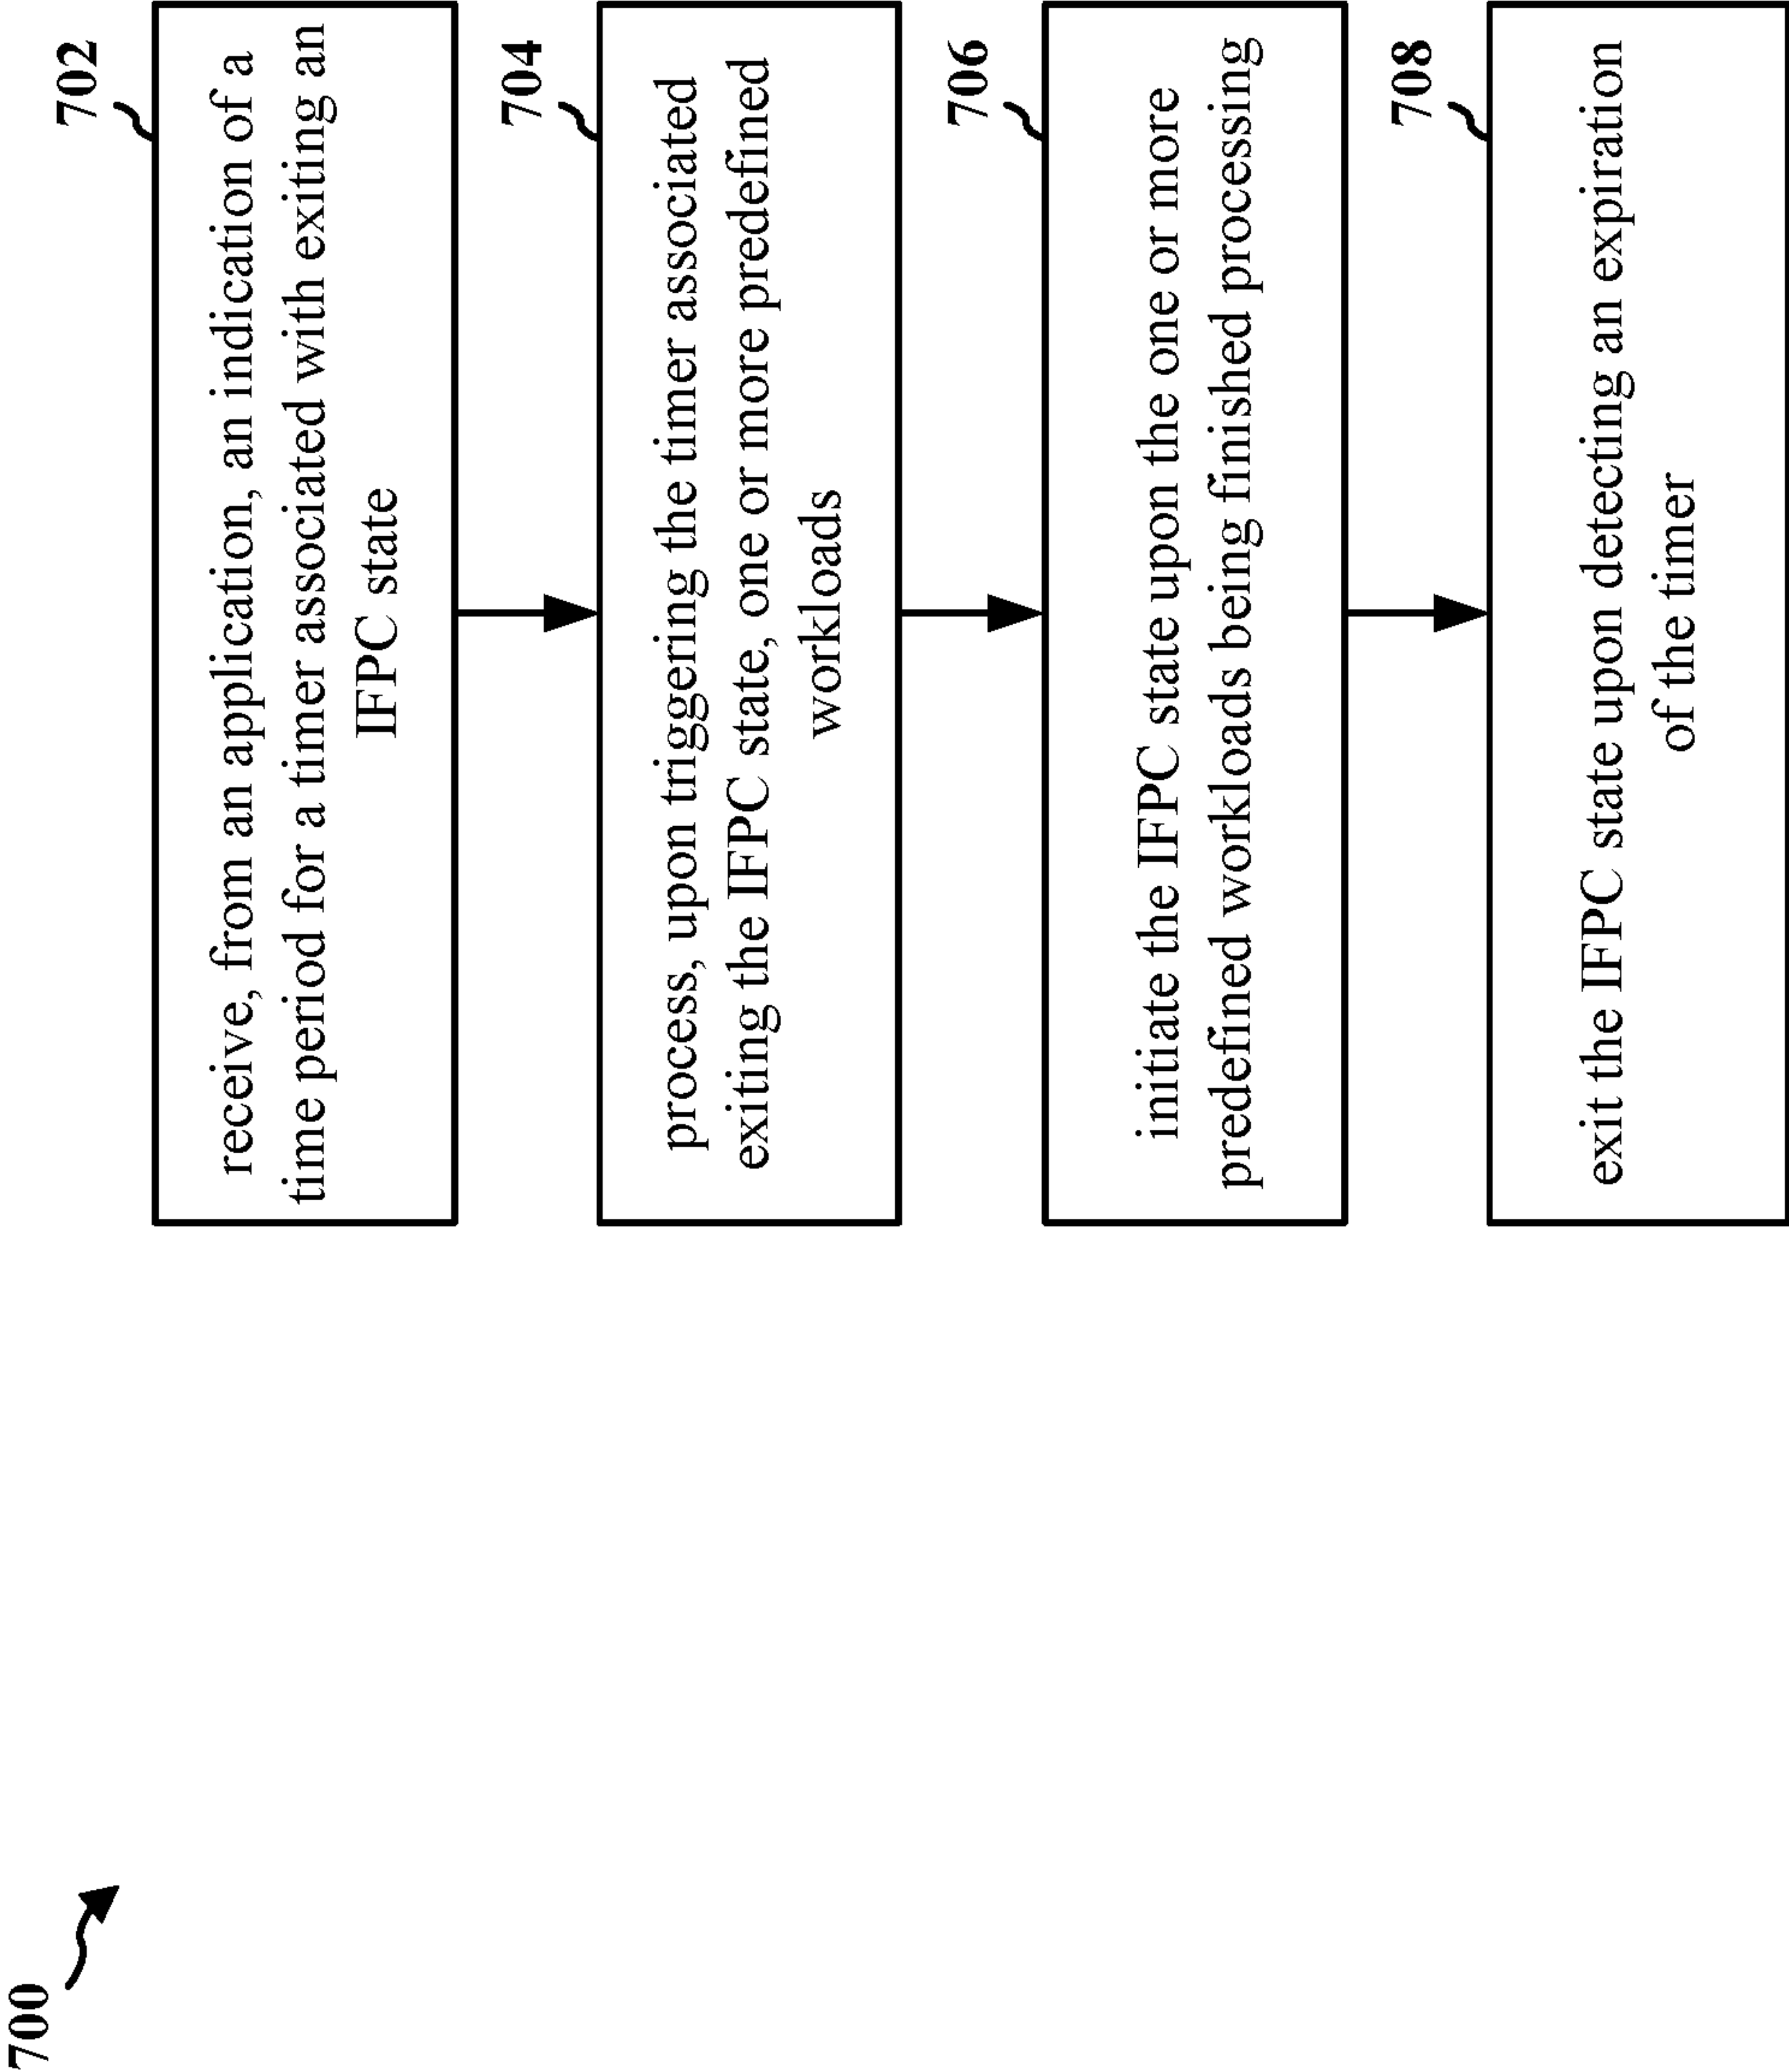 700
702
receive, from an application, an indication of a
time period for a timer associated with exiting an
IFPC state
704
process, upon triggering the timer associated
exiting the IFPC state, one or more predefined
workloads
706
initiate the IFPC state upon the one or more
predefined workloads being finished processing
708
exit the IFPC state upon detecting an expiration
of the timer